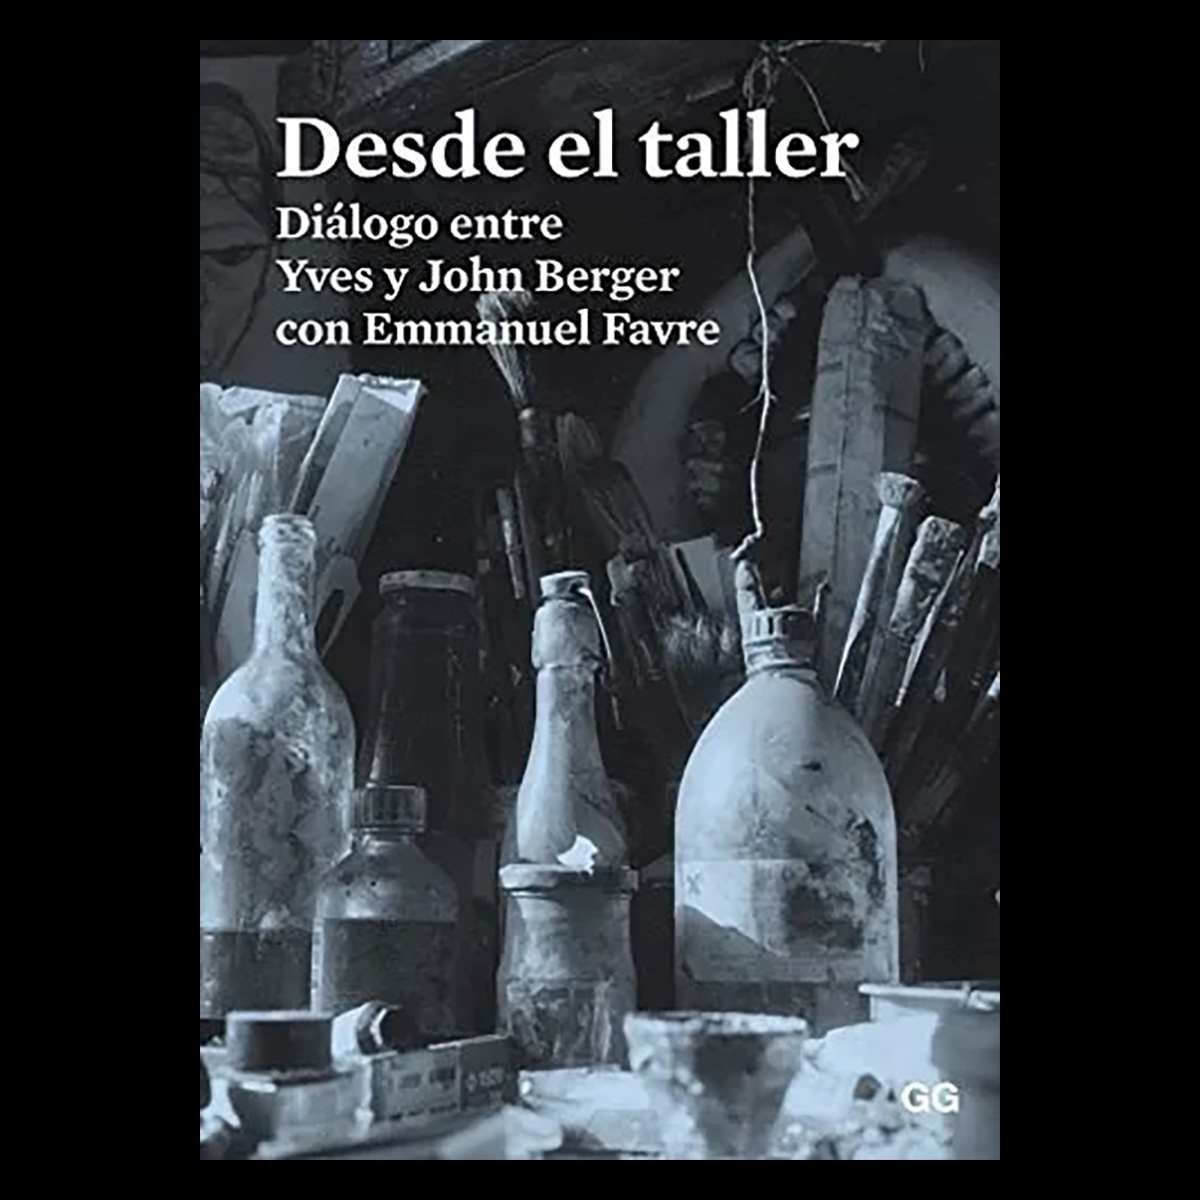 Desde el taller
Diálogo entre
Yves y John Berger
con Emmanuel Favre
GG